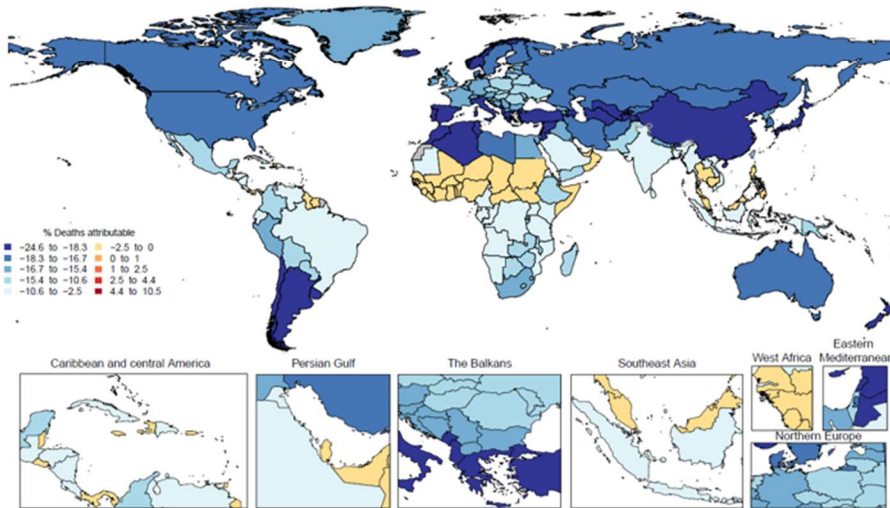 % Deaths attributable
−24.6 to −18.3
−18.3 to −16.7
−16.7 to −15.4
−15.4 to −10.6
−10.6 to −2.5
−2.5 to 0
0 to 1
1 to 2.5
2.5 to 4.4
4.4 to 10.5
Caribbean and central America
Persian Gulf
The Balkans
Southeast Asia
West Africa
Eastern
Mediterranean
Northern Europe